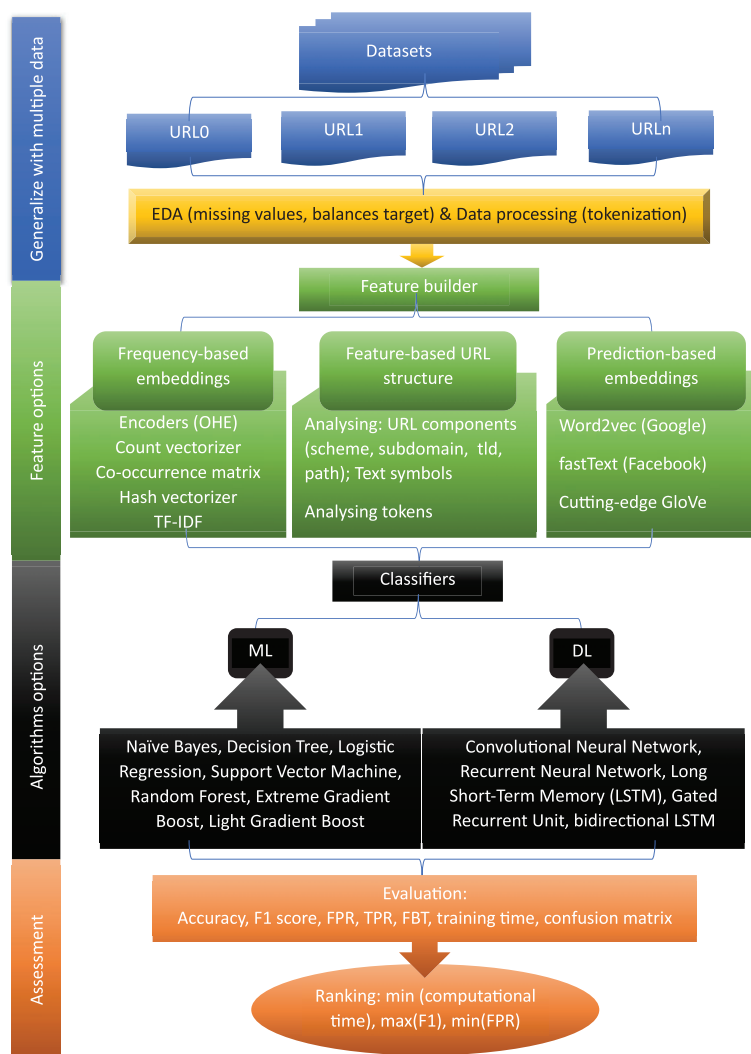 Generalize with multiple data
Datasets
URL0
URL1
URL2
URLn
EDA (missing values, balances target) & Data processing (tokenization)
Feature options
Feature builder
Frequency-based
embeddings
Encoders (OHE)
Count vectorizer
Co-occurrence matrix
Hash vectorizer
TF-IDF
Feature-based URL
structure
Analysing: URL components
(scheme, subdomain, tld,
path); Text symbols
Analysing tokens
Prediction-based
embeddings
Word2vec (Google)
fastText (Facebook)
Cutting-edge GloVe
Algorithms options
Classifiers
ML
DL
Naïve Bayes, Decision Tree, Logistic
Regression, Support Vector Machine,
Random Forest, Extreme Gradient
Boost, Light Gradient Boost
Convolutional Neural Network,
Recurrent Neural Network, Long
Short-Term Memory (LSTM), Gated
Recurrent Unit, bidirectional LSTM
Assessment
Evaluation:
Accuracy, F1 score, FPR, TPR, FBT, training time, confusion matrix
Ranking: min (computational
time), max(F1), min(FPR)